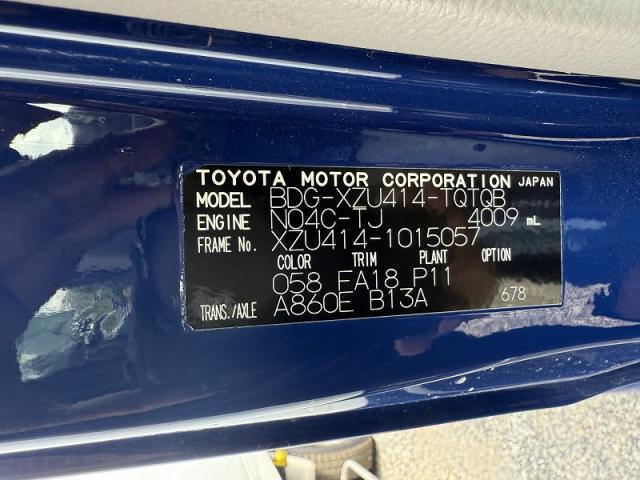 TOYOTA MOTOR CORPORATION JAPAN
MODEL BDG-XZU414-TQTQB
ENGINE N04C-TJ 4009 mL
FRAME No. XZU414-1015057
COLOR TRIM PLANT OPTION
058 FA18 P11
TRANS./AXLE A860E B13A 678